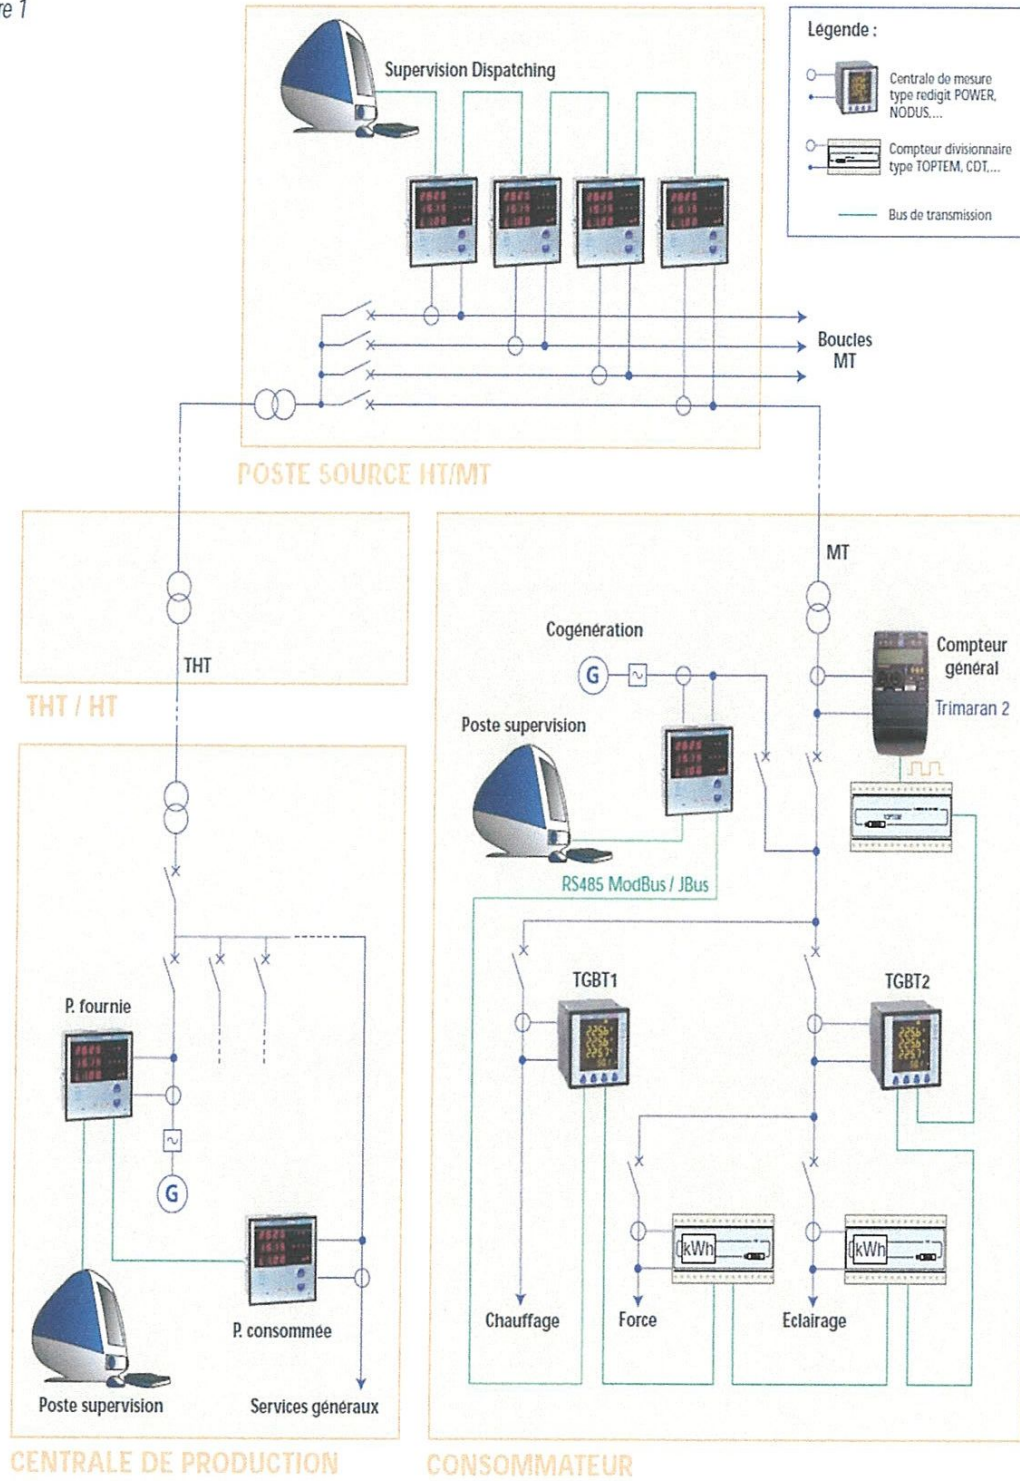 re 1
Supervision Dispatching
Légende :
Centrale de mesure
type redigit POWER,
NODUS,...
Compteur divisionnaire
type TOPTEM, CDT,...
Bus de transmission
Boucles
MT
POSTE SOURCE HT/MT
THT
THT / HT
MT
Cogénération
G
Compteur
général
Trimaran 2
Poste supervision
RS485 ModBus / JBus
TGBT1
TGBT2
P. fournie
G
kWh
kWh
Chauffage
Force
Eclairage
P. consommée
Poste supervision
Services généraux
CENTRALE DE PRODUCTION
CONSOMMATEUR